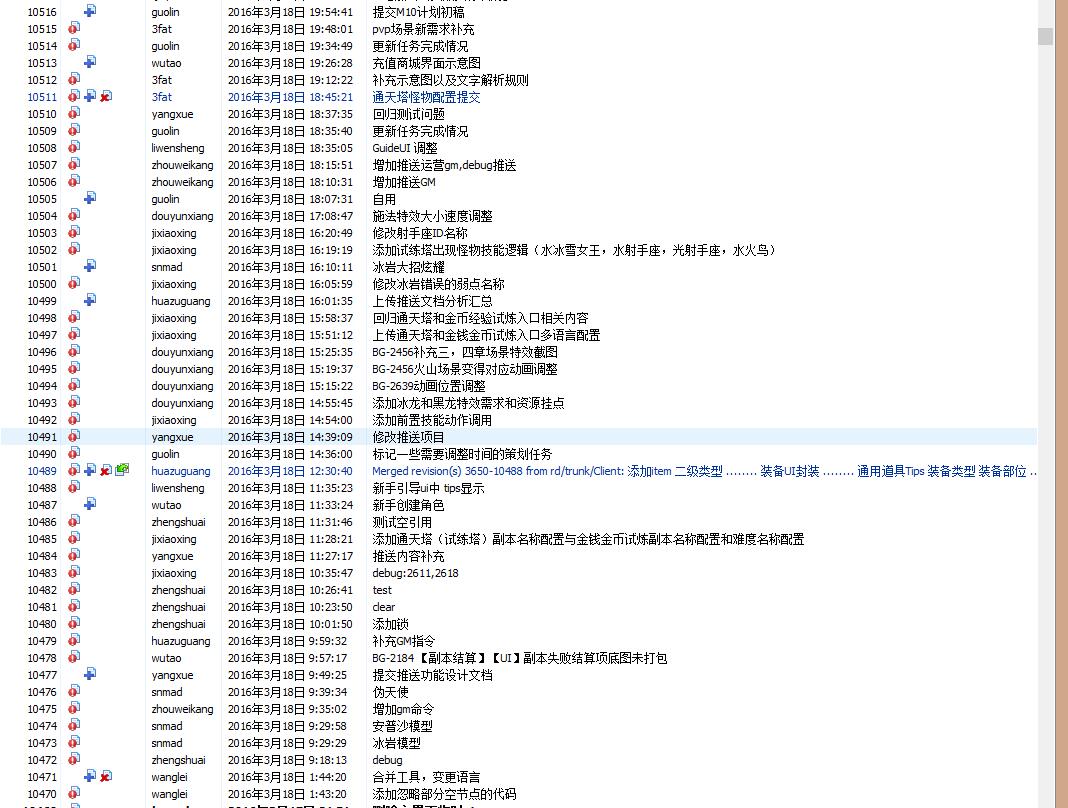 10516 guolin 2016年3月18日 19:54:41 提交M10计划初稿
10515 3fat 2016年3月18日 19:48:01 pvp场景新需求补充
10514 guolin 2016年3月18日 19:34:49 更新任务完成情况
10513 wutao 2016年3月18日 19:26:28 充值商城界面示意图
10512 3fat 2016年3月18日 19:12:22 补充示意图以及文字解析规则
10511 3fat 2016年3月18日 18:45:21 通天塔怪物配置提交
10510 yangxue 2016年3月18日 18:37:35 回归测试问题
10509 guolin 2016年3月18日 18:35:40 更新任务完成情况
10508 liwensheng 2016年3月18日 18:35:05 GuideUI 调整
10507 zhouweikang 2016年3月18日 18:15:51 增加推送运营gm,debug推送
10506 zhouweikang 2016年3月18日 18:10:31 增加推送GM
10505 guolin 2016年3月18日 18:07:31 自用
10504 douyunxiang 2016年3月18日 17:08:47 施法特效大小速度调整
10503 jixiaoxing 2016年3月18日 16:20:49 修改射手座ID名称
10502 jixiaoxing 2016年3月18日 16:19:19 添加试练塔出现怪物技能逻辑（水冰雪女王，水射手座，光射手座，水火鸟）
10501 snmad 2016年3月18日 16:10:11 冰岩大招炫耀
10500 jixiaoxing 2016年3月18日 16:05:59 修改冰岩错误的弱点名称
10499 huazuguang 2016年3月18日 16:01:35 上传推送文档分析汇总
10498 jixiaoxing 2016年3月18日 15:58:37 回归通天塔和金币经验试炼入口相关内容
10497 jixiaoxing 2016年3月18日 15:51:12 上传通天塔和金钱金币试炼入口多语言配置
10496 douyunxiang 2016年3月18日 15:25:35 BG-2456补充三，四章场景特效截图
10495 douyunxiang 2016年3月18日 15:19:37 BG-2456火山场景变得对应动画调整
10494 douyunxiang 2016年3月18日 15:15:22 BG-2639动画位置调整
10493 douyunxiang 2016年3月18日 14:55:45 添加冰龙和黑龙特效需求和资源挂点
10492 jixiaoxing 2016年3月18日 14:54:00 添加前置技能动作调用
10491 yangxue 2016年3月18日 14:39:09 修改推送项目
10490 guolin 2016年3月18日 14:36:00 标记一些需要调整时间的策划任务
10489 huazuguang 2016年3月18日 12:30:40 Merged revision(s) 3650-10488 from rd/trunk/Client: 添加item 二级类型 ........ 装备UI封装 ........ 通用道具Tips 装备类型 装备部位 ..
10488 liwensheng 2016年3月18日 11:35:23 新手引导ui中 tips显示
10487 wutao 2016年3月18日 11:33:24 新手创建角色
10486 zhengshuai 2016年3月18日 11:31:46 测试空引用
10485 jixiaoxing 2016年3月18日 11:28:21 添加通天塔（试练塔）副本名称配置与金钱金币试炼副本名称配置和难度名称配置
10484 yangxue 2016年3月18日 11:27:17 推送内容补充
10483 jixiaoxing 2016年3月18日 10:35:47 debug:2611,2618
10482 zhengshuai 2016年3月18日 10:26:41 test
10481 zhengshuai 2016年3月18日 10:23:50 clear
10480 zhengshuai 2016年3月18日 10:01:50 添加锁
10479 huazuguang 2016年3月18日 9:59:32 补充GM指令
10478 wutao 2016年3月18日 9:57:17 BG-2184 【副本结算】【UI】副本失败结算项底图未打包
10477 yangxue 2016年3月18日 9:49:25 提交推送功能设计文档
10476 snmad 2016年3月18日 9:39:34 伪天使
10475 zhouweikang 2016年3月18日 9:35:02 增加gm命令
10474 snmad 2016年3月18日 9:29:58 安普沙模型
10473 snmad 2016年3月18日 9:29:29 冰岩模型
10472 zhengshuai 2016年3月18日 9:18:13 debug
10471 wanglei 2016年3月18日 1:44:20 合并工具，变更语言
10470 wanglei 2016年3月18日 1:43:20 添加忽略部分空节点的代码